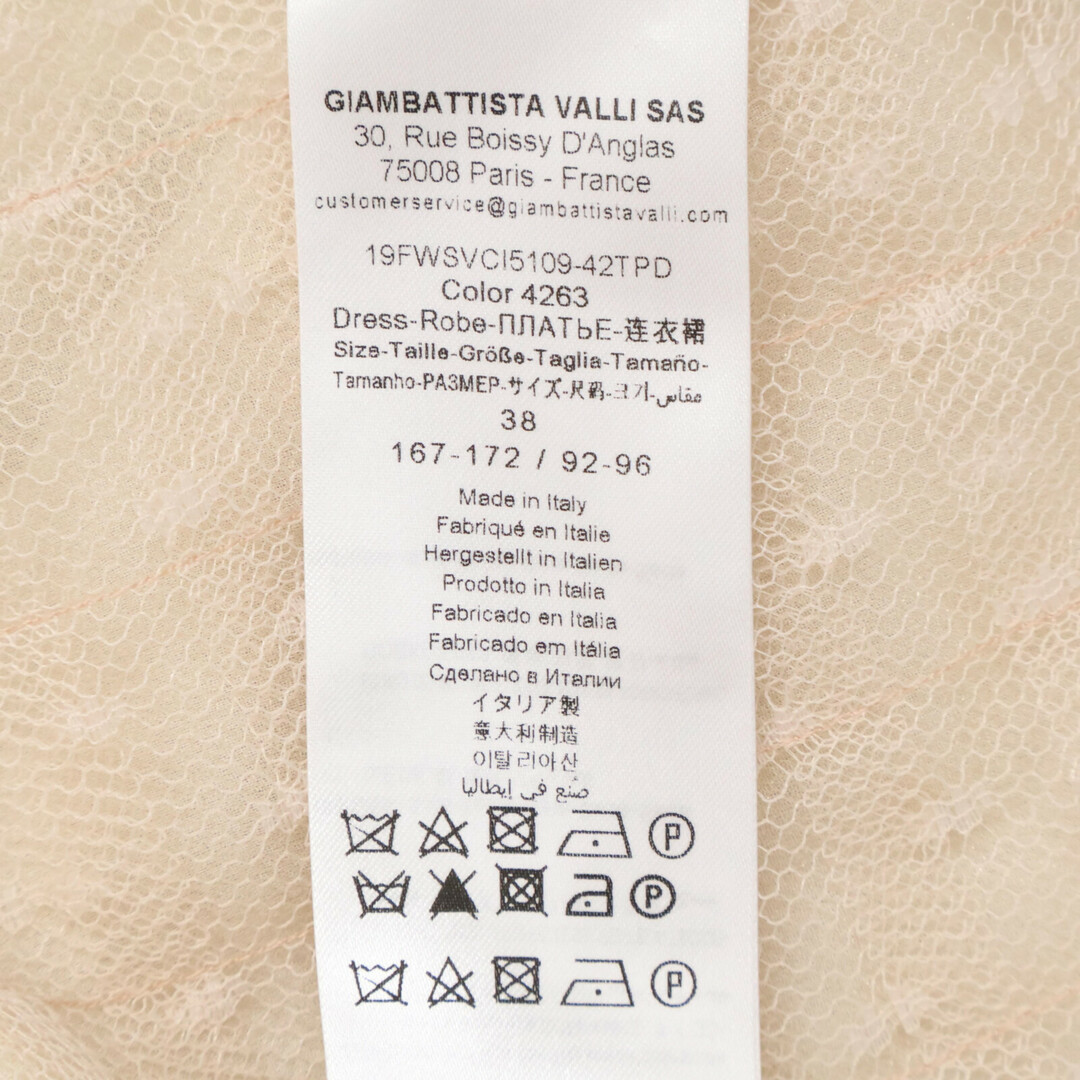 GIAMBATTISTA VALLI SAS
30, Rue Boissy D'Anglas
75008 Paris - France
customerservice@giambattistavalli.com
19FWSVCI5109-42TPD
Color 4263
Dress-Robe-ПЛАТЬЕ-连衣裙
Size-Taille-Größe-Taglia-Tamaño-
Tamanho-РАЗМЕР-サイズ-尺码-크기-مقاس
38
167-172 / 92-96
Made in Italy
Fabriqué en Italie
Hergestellt in Italien
Prodotto in Italia
Fabricado en Italia
Fabricado em Itália
Сделано в Италии
イタリア製
意大利制造
이탈리아산
صُنع في إيطاليا
P
P
P